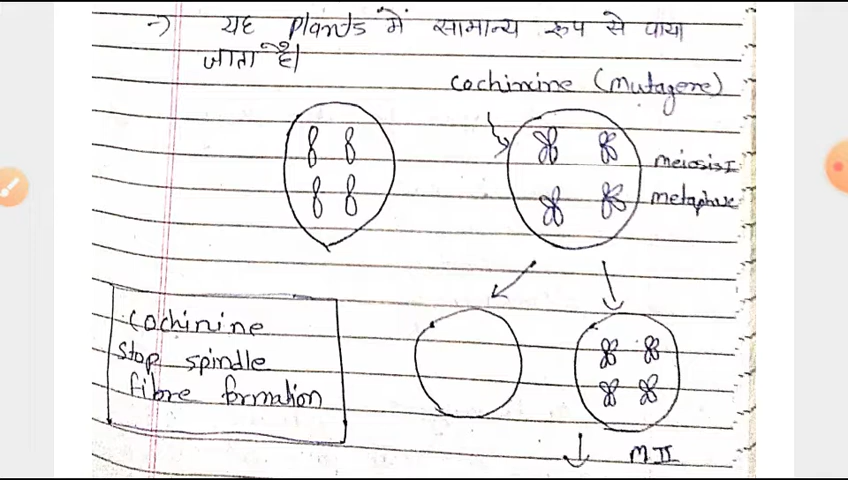 → यह plants में सामान्य रूप से पाया
जाता है।
cochinine (mutagene)
meiosis I
metaphase
cochinine
stop spindle
fibre formation
M II